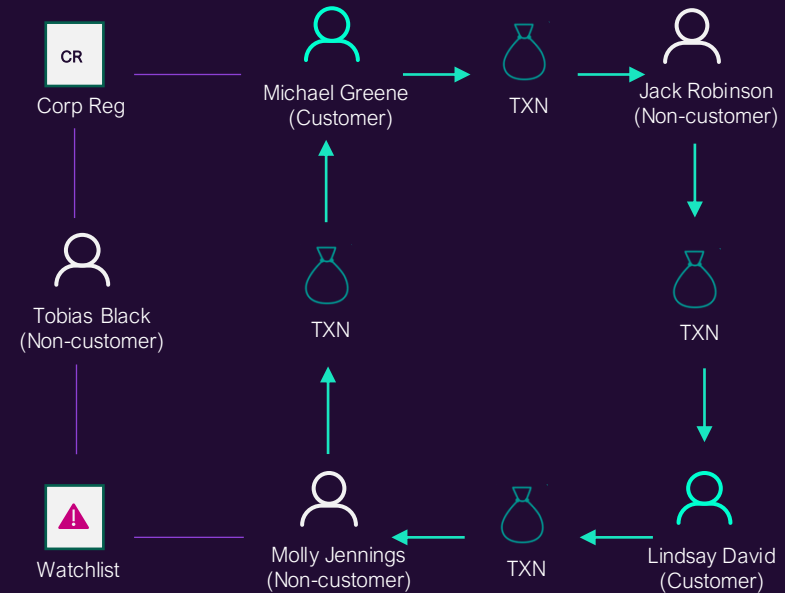 CR
Corp Reg
Michael Greene
(Customer)
TXN
Jack Robinson
(Non-customer)
Tobias Black
(Non-customer)
TXN
TXN
Watchlist
Molly Jennings
(Non-customer)
TXN
Lindsay David
(Customer)